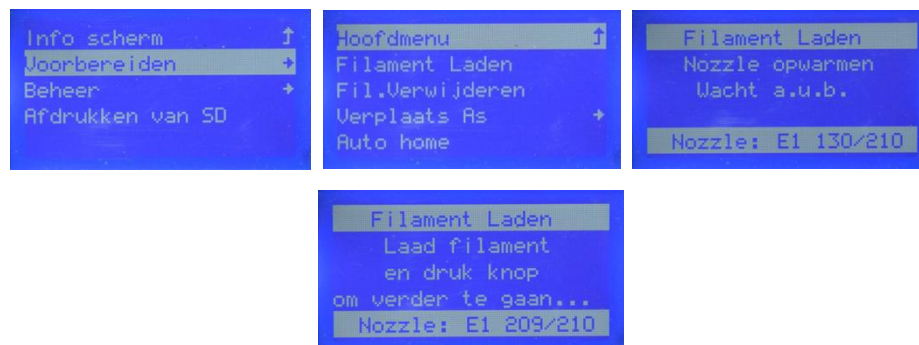 Info scherm
Voorbereiden
Beheer
Afdrukken van SD
Hoofdmenu
Filament Laden
Fil.Verwijderen
Verplaats As
Auto home
Filament Laden
Nozzle opwarmen
Wacht a.u.b.
Nozzle: E1 130/210
Filament Laden
Laad filament
en druk knop
om verder te gaan...
Nozzle: E1 209/210